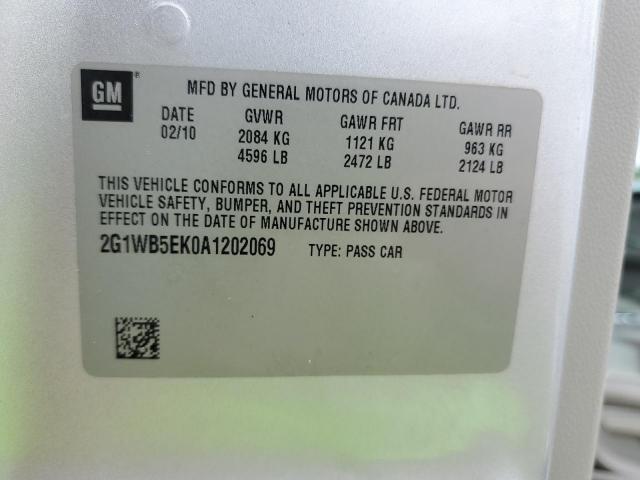 GM ®
MFD BY GENERAL MOTORS OF CANADA LTD.
DATE GVWR GAWR FRT GAWR RR
02/10 2084 KG 1121 KG 963 KG
4596 LB 2472 LB 2124 LB
THIS VEHICLE CONFORMS TO ALL APPLICABLE U.S. FEDERAL MOTOR
VEHICLE SAFETY, BUMPER, AND THEFT PREVENTION STANDARDS IN
EFFECT ON THE DATE OF MANUFACTURE SHOWN ABOVE.
2G1WB5EK0A1202069 TYPE: PASS CAR